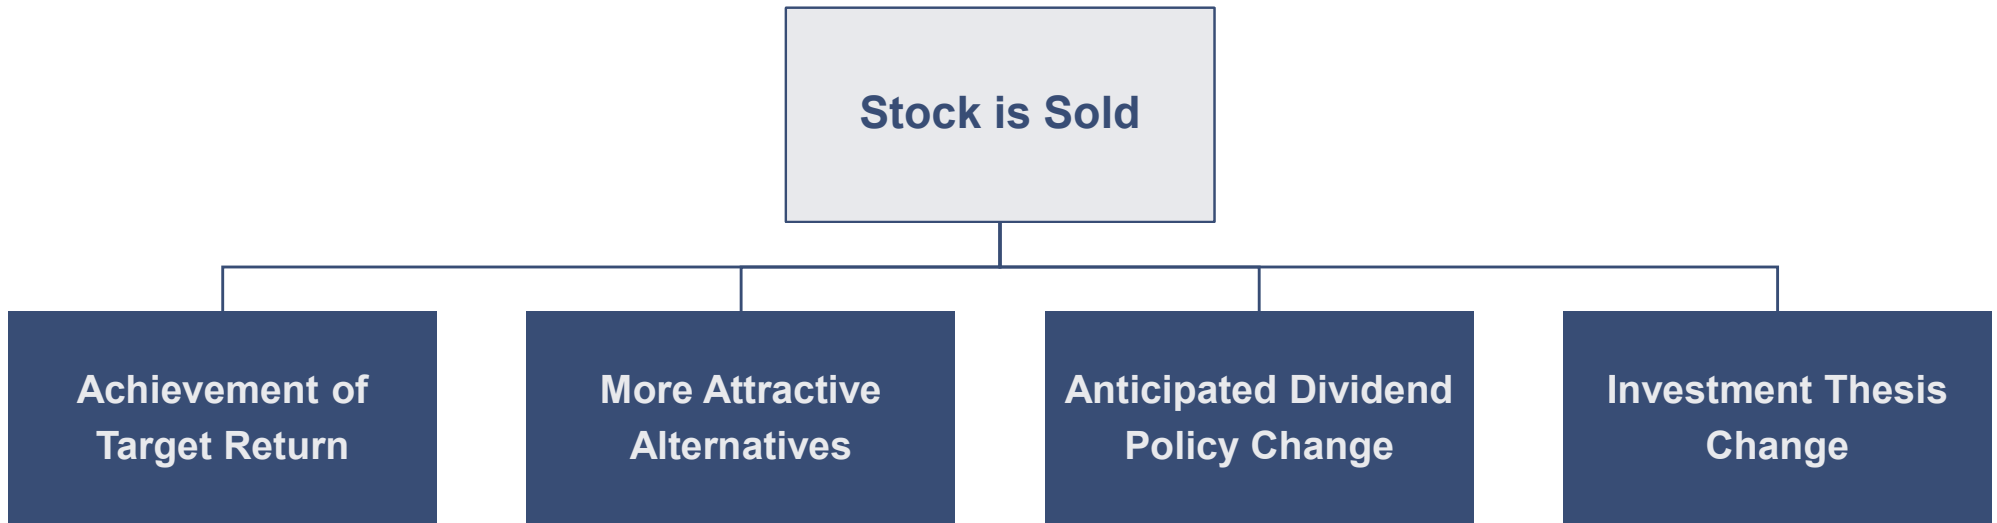 Stock is Sold
Achievement of
Target Return
More Attractive
Alternatives
Anticipated Dividend
Policy Change
Investment Thesis
Change